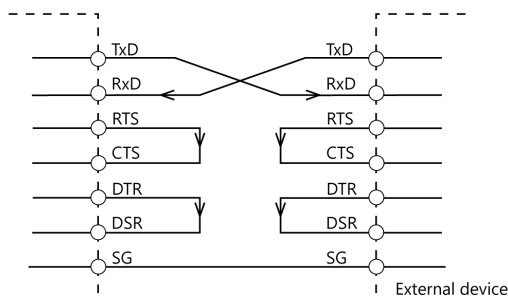 TxD TxD
RxD RxD
RTS RTS
CTS CTS
DTR DTR
DSR DSR
SG SG
External device